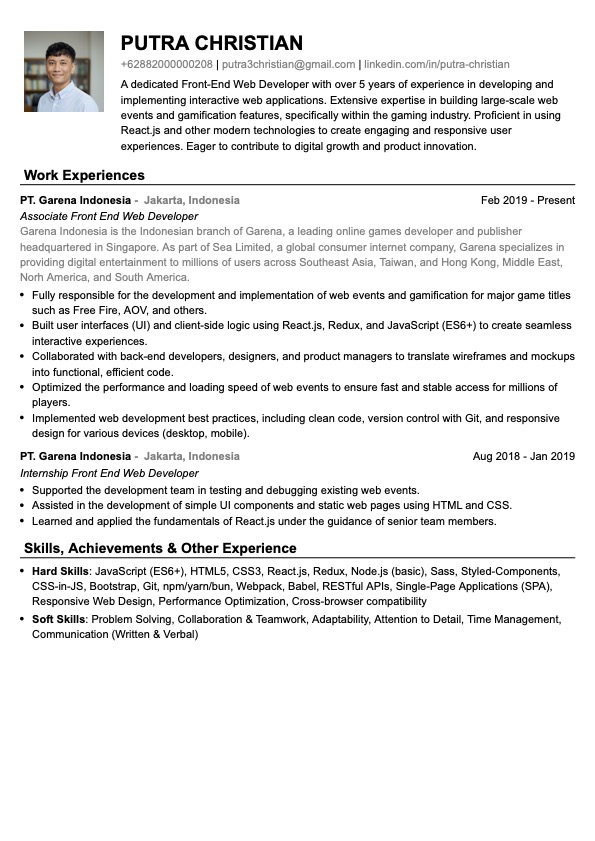 PUTRA CHRISTIAN
+62882000000208 | putra3christian@gmail.com | linkedin.com/in/putra-christian
A dedicated Front-End Web Developer with over 5 years of experience in developing and
implementing interactive web applications. Extensive expertise in building large-scale web
events and gamification features, specifically within the gaming industry. Proficient in using
React.js and other modern technologies to create engaging and responsive user
experiences. Eager to contribute to digital growth and product innovation.
Work Experiences
PT. Garena Indonesia - Jakarta, Indonesia Feb 2019 - Present
Associate Front End Web Developer
Garena Indonesia is the Indonesian branch of Garena, a leading online games developer and publisher
headquartered in Singapore. As part of Sea Limited, a global consumer internet company, Garena specializes in
providing digital entertainment to millions of users across Southeast Asia, Taiwan, and Hong Kong, Middle East,
Norh America, and South America.
• Fully responsible for the development and implementation of web events and gamification for major game titles
such as Free Fire, AOV, and others.
• Built user interfaces (UI) and client-side logic using React.js, Redux, and JavaScript (ES6+) to create seamless
interactive experiences.
• Collaborated with back-end developers, designers, and product managers to translate wireframes and mockups
into functional, efficient code.
• Optimized the performance and loading speed of web events to ensure fast and stable access for millions of
players.
• Implemented web development best practices, including clean code, version control with Git, and responsive
design for various devices (desktop, mobile).
PT. Garena Indonesia - Jakarta, Indonesia Aug 2018 - Jan 2019
Internship Front End Web Developer
• Supported the development team in testing and debugging existing web events.
• Assisted in the development of simple UI components and static web pages using HTML and CSS.
• Learned and applied the fundamentals of React.js under the guidance of senior team members.
Skills, Achievements & Other Experience
• Hard Skills: JavaScript (ES6+), HTML5, CSS3, React.js, Redux, Node.js (basic), Sass, Styled-Components,
CSS-in-JS, Bootstrap, Git, npm/yarn/bun, Webpack, Babel, RESTful APIs, Single-Page Applications (SPA),
Responsive Web Design, Performance Optimization, Cross-browser compatibility
• Soft Skills: Problem Solving, Collaboration & Teamwork, Adaptability, Attention to Detail, Time Management,
Communication (Written & Verbal)